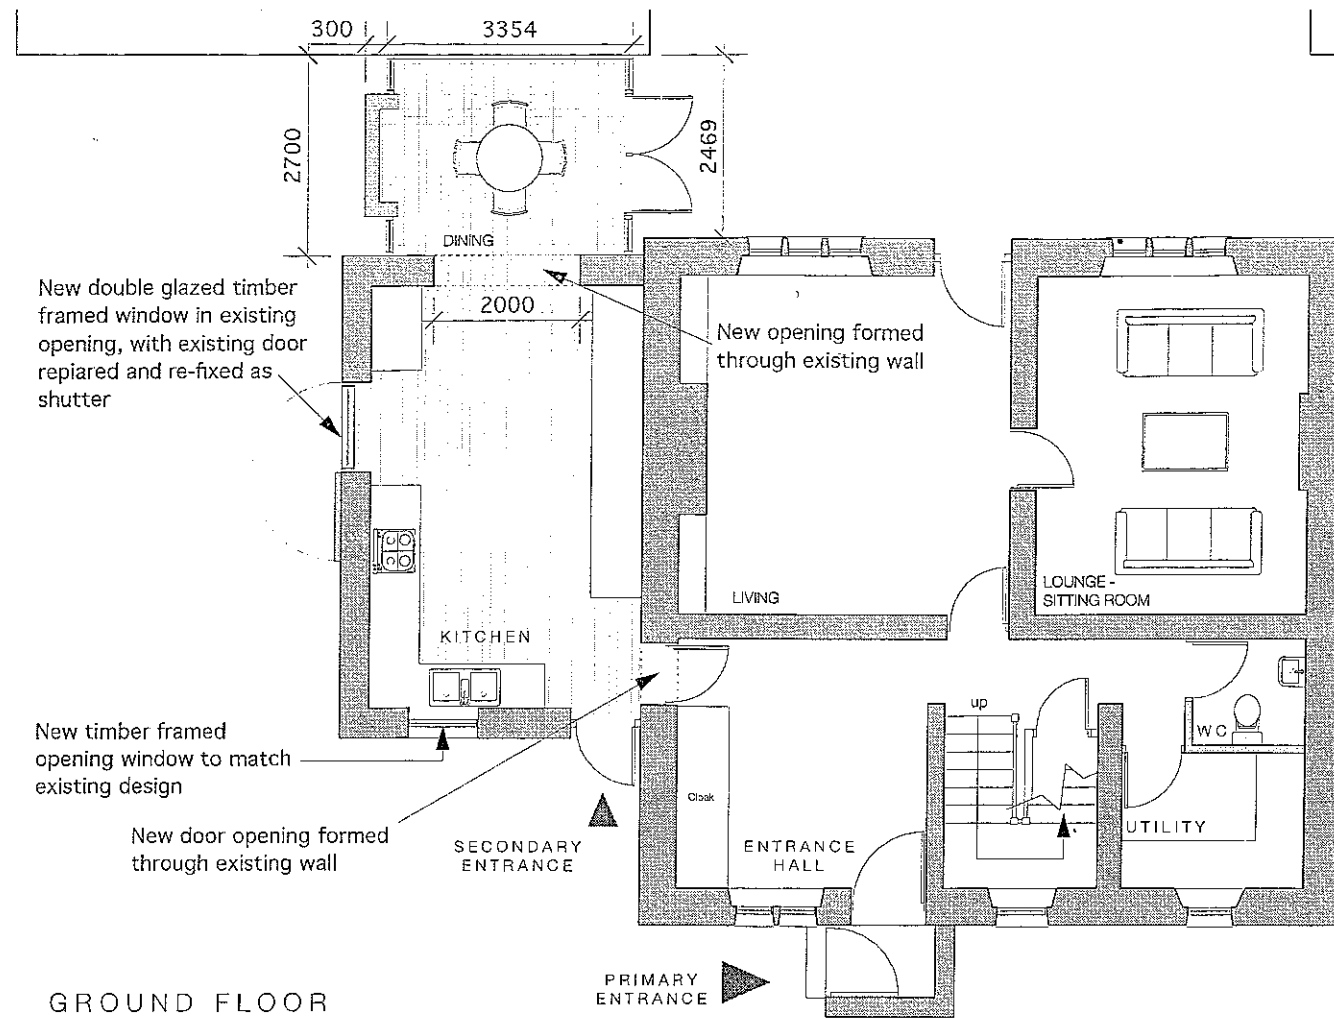 300
3354
2700
2469
DINING
New double glazed timber
framed window in existing
opening, with existing door
repiared and re-fixed as
shutter
2000
New opening formed
through existing wall
LIVING
LOUNGE -
SITTING ROOM
KITCHEN
up
WC
New timber framed
opening window to match
existing design
Cloak
New door opening formed
through existing wall
SECONDARY
ENTRANCE
ENTRANCE
HALL
UTILITY
PRIMARY
ENTRANCE
GROUND FLOOR